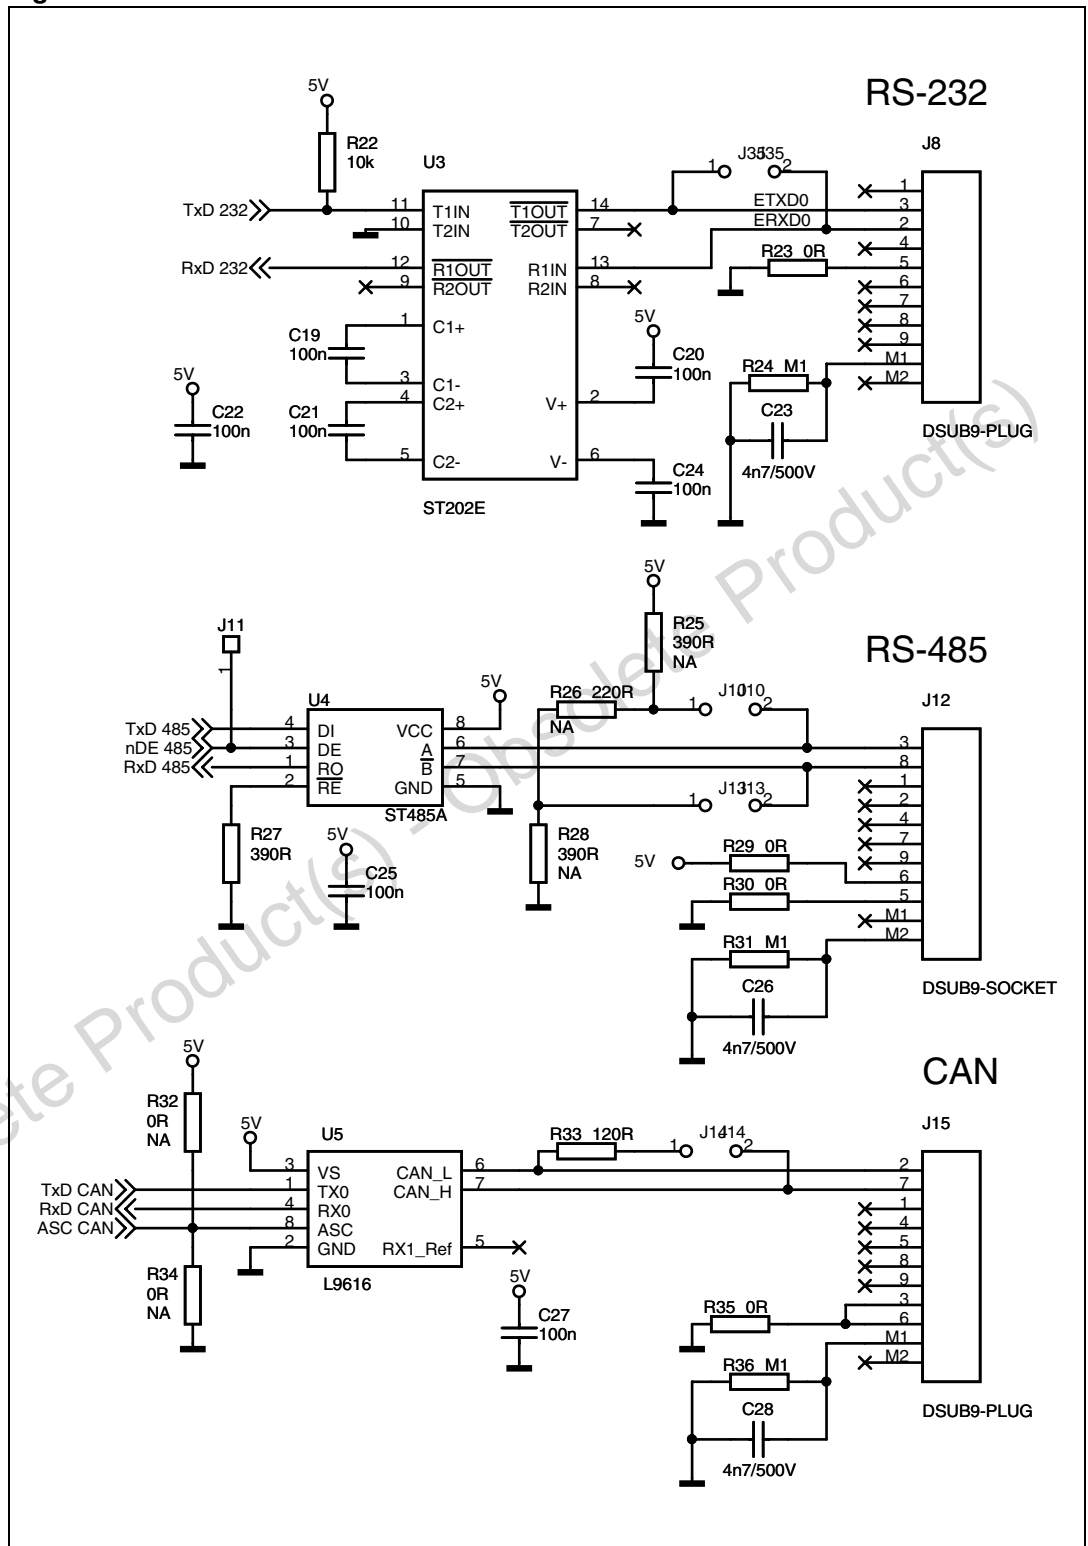 RS-232
5V
R22
10k
U3
J35J35
1 2
J8
TxD 232
11 T1IN
10 T2IN
T1OUT 14
T2OUT 7
ETXD0
ERXD0
1
3
2
4
5
6
7
8
9
M1
M2
RxD 232
12 R1OUT
9 R2OUT
R1IN 13
R2IN 8
R23 0R
1 C1+
C19
100n
3 C1-
4 C2+
C21
100n
5 C2-
5V
C22
100n
5V
C20
100n
V+ 2
V- 6
C24
100n
R24 M1
C23
4n7/500V
DSUB9-PLUG
ST202E
RS-485
5V
R25
390R
NA
J11
1
R26 220R
NA
J10J10
1 2
J12
U4
5V
TxD 485
nDE 485
RxD 485
4 DI
3 DE
1 RO
2 RE
VCC 8
A 6
B 7
GND 5
ST485A
J13J13
1 2
3
8
1
2
4
7
9
6
5
M1
M2
R27
390R
5V
C25
100n
R28
390R
NA
5V
R29 0R
R30 0R
R31 M1
C26
4n7/500V
DSUB9-SOCKET
CAN
5V
R32
0R
NA
5V
U5
R33 120R
J14J14
1 2
J15
TxD CAN
RxD CAN
ASC CAN
3 VS
1 TX0
4 RX0
8 ASC
2 GND
CAN_L 6
CAN_H 7
RX1_Ref 5
L9616
2
7
1
4
5
8
9
3
6
M1
M2
R34
0R
NA
5V
C27
100n
R35 0R
R36 M1
C28
4n7/500V
DSUB9-PLUG
Obsolete Product(s) - Obsolete Product(s)